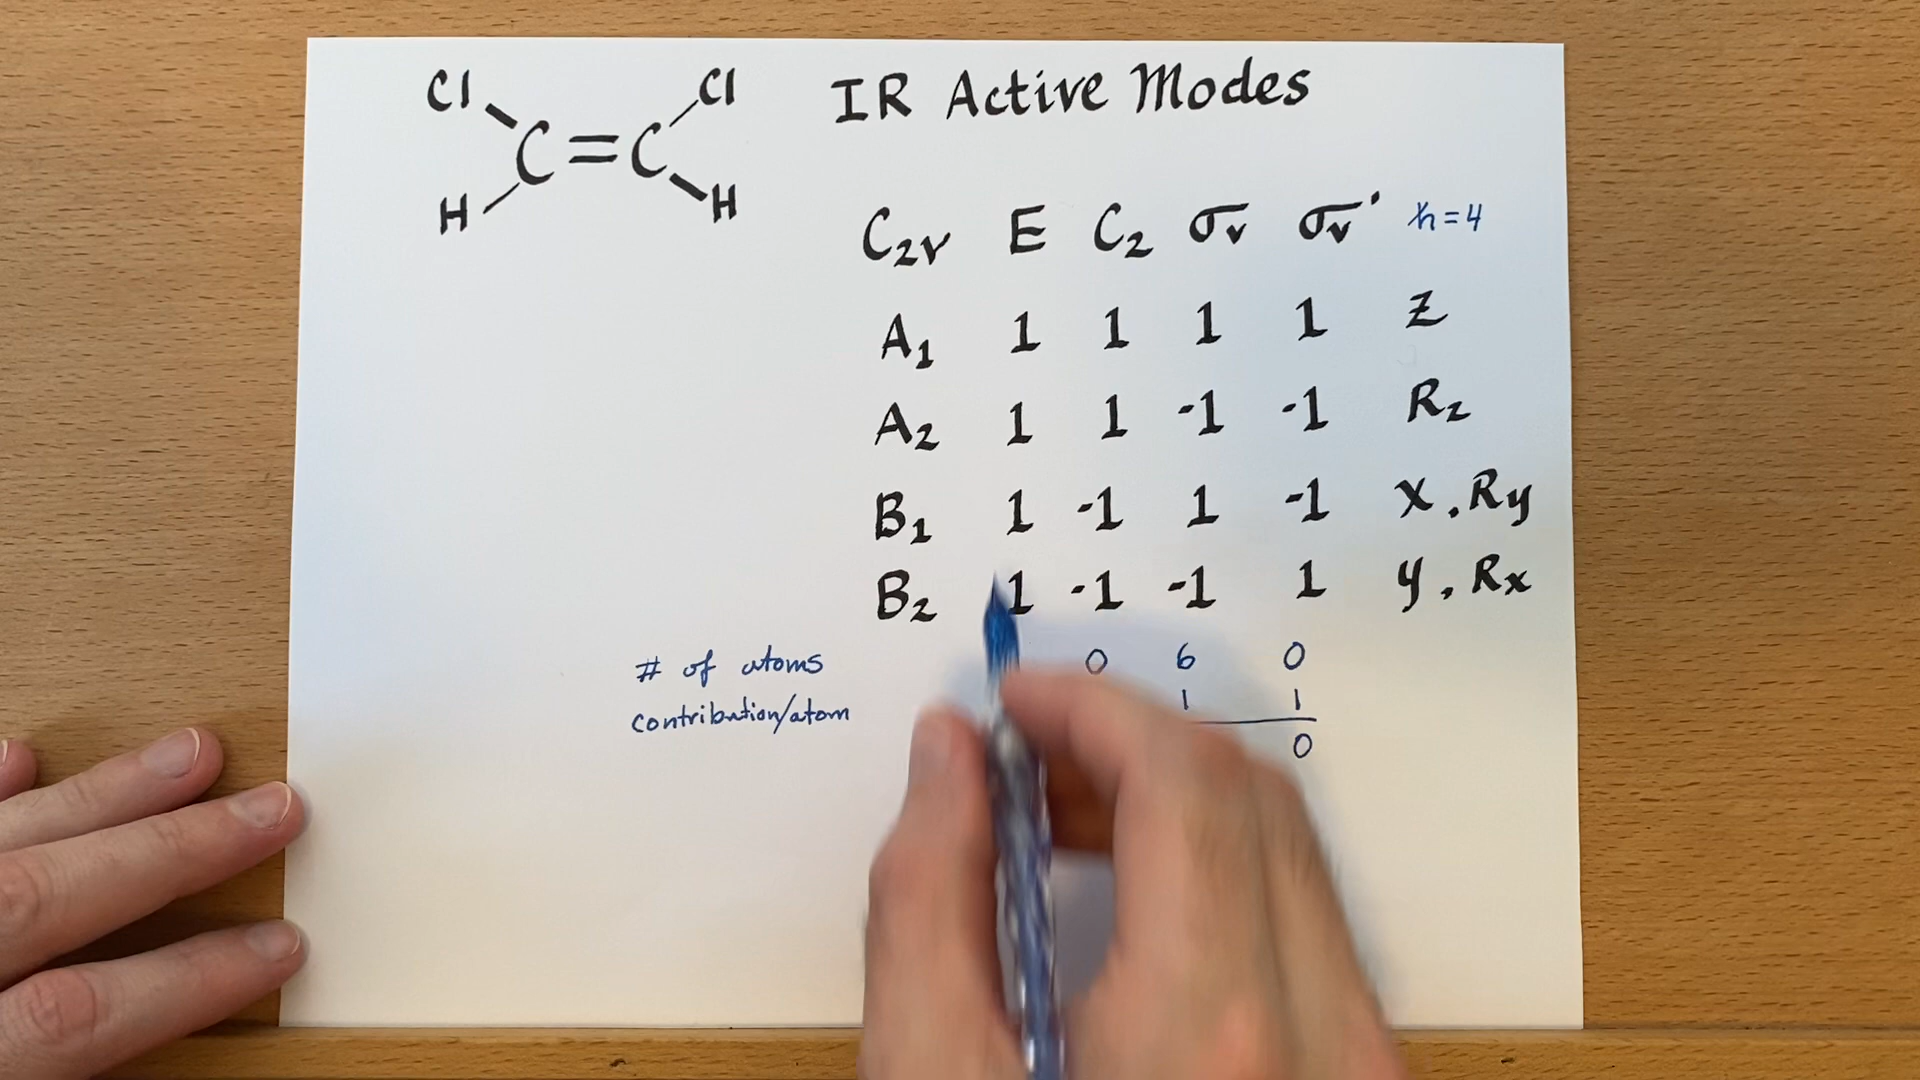 Cl Cl IR Active Modes
C=C
H H
C2v E C2 σv σv' h=4
A1 1 1 1 1 z
A2 1 1 -1 -1 Rz
B1 1 -1 1 -1 x, Ry
B2 1 -1 -1 1 y, Rx
# of atoms 0 6 0
contribution/atom 1 1
0